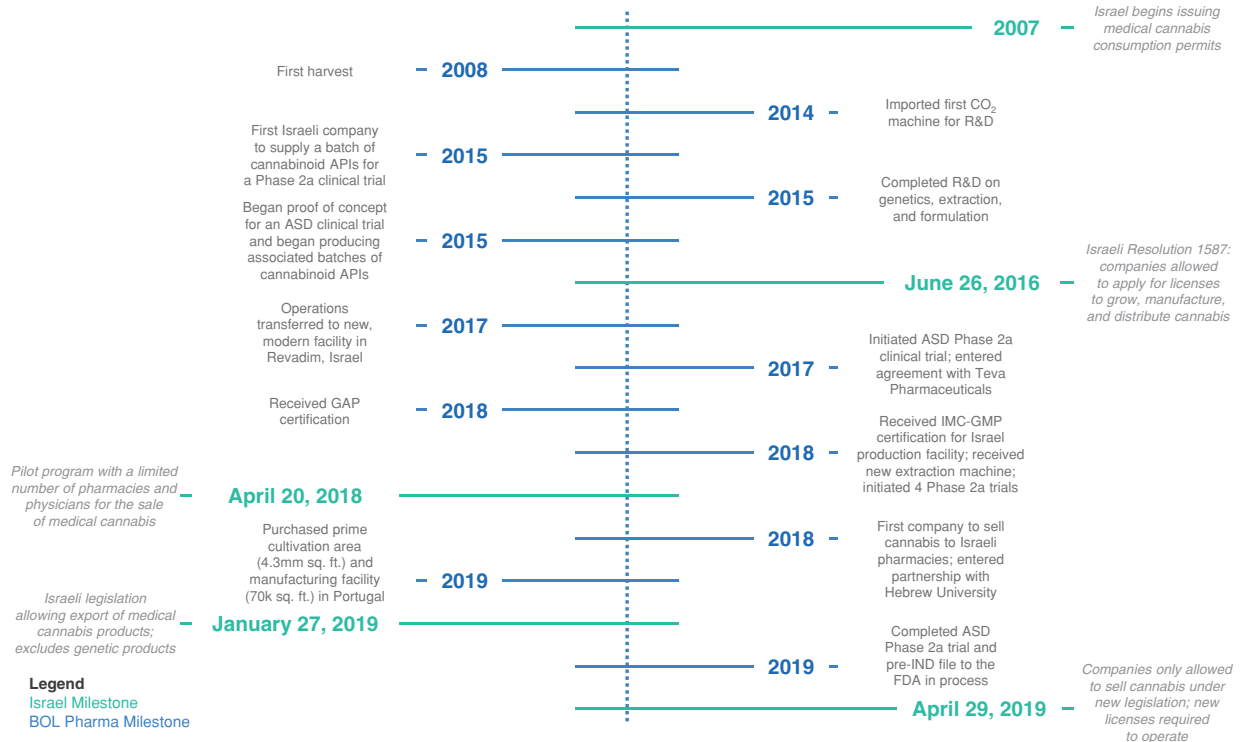 2007
Israel begins issuing
medical cannabis
consumption permits
First harvest
2008
2014
Imported first CO₂
machine for R&D
First Israeli company
to supply a batch of
cannabinoid APIs for
a Phase 2a clinical trial
2015
2015
Completed R&D on
genetics, extraction,
and formulation
Began proof of concept
for an ASD clinical trial
and began producing
associated batches of
cannabinoid APIs
2015
June 26, 2016
Israeli Resolution 1587:
companies allowed
to apply for licenses
to grow, manufacture,
and distribute cannabis
Operations
transferred to new,
modern facility in
Revadim, Israel
2017
2017
Initiated ASD Phase 2a
clinical trial; entered
agreement with Teva
Pharmaceuticals
Received GAP
certification
2018
2018
Received IMC-GMP
certification for Israel
production facility; received
new extraction machine;
initiated 4 Phase 2a trials
Pilot program with a limited
number of pharmacies and
physicians for the sale
of medical cannabis
April 20, 2018
2018
First company to sell
cannabis to Israeli
pharmacies; entered
partnership with
Hebrew University
Purchased prime
cultivation area
(4.3mm sq. ft.) and
manufacturing facility
(70k sq. ft.) in Portugal
2019
Israeli legislation
allowing export of medical
cannabis products;
excludes genetic products
January 27, 2019
2019
Completed ASD
Phase 2a trial and
pre-IND file to the
FDA in process
April 29, 2019
Companies only allowed
to sell cannabis under
new legislation; new
licenses required
to operate
Legend
Israel Milestone
BOL Pharma Milestone